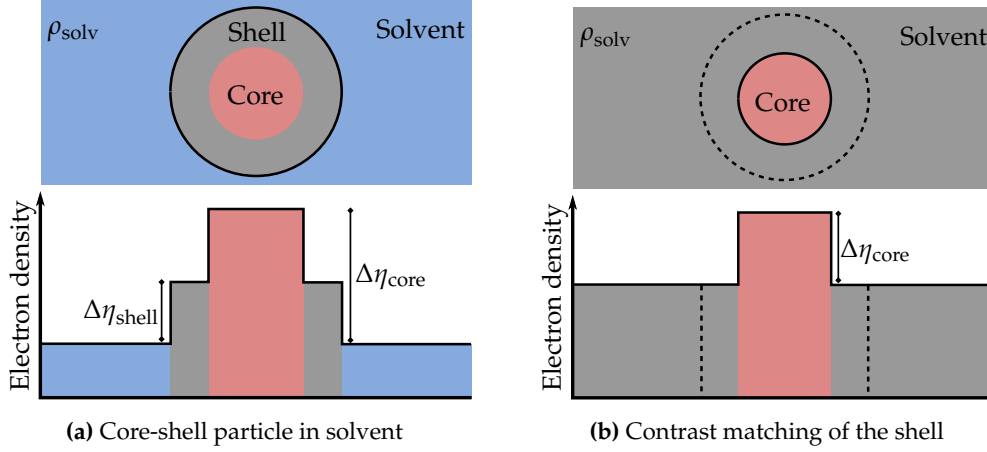 ρsolv
Shell
Solvent
Core
Electron density
Δηshell
Δηcore
(a) Core-shell particle in solvent
ρsolv
Solvent
Core
Electron density
Δηcore
(b) Contrast matching of the shell